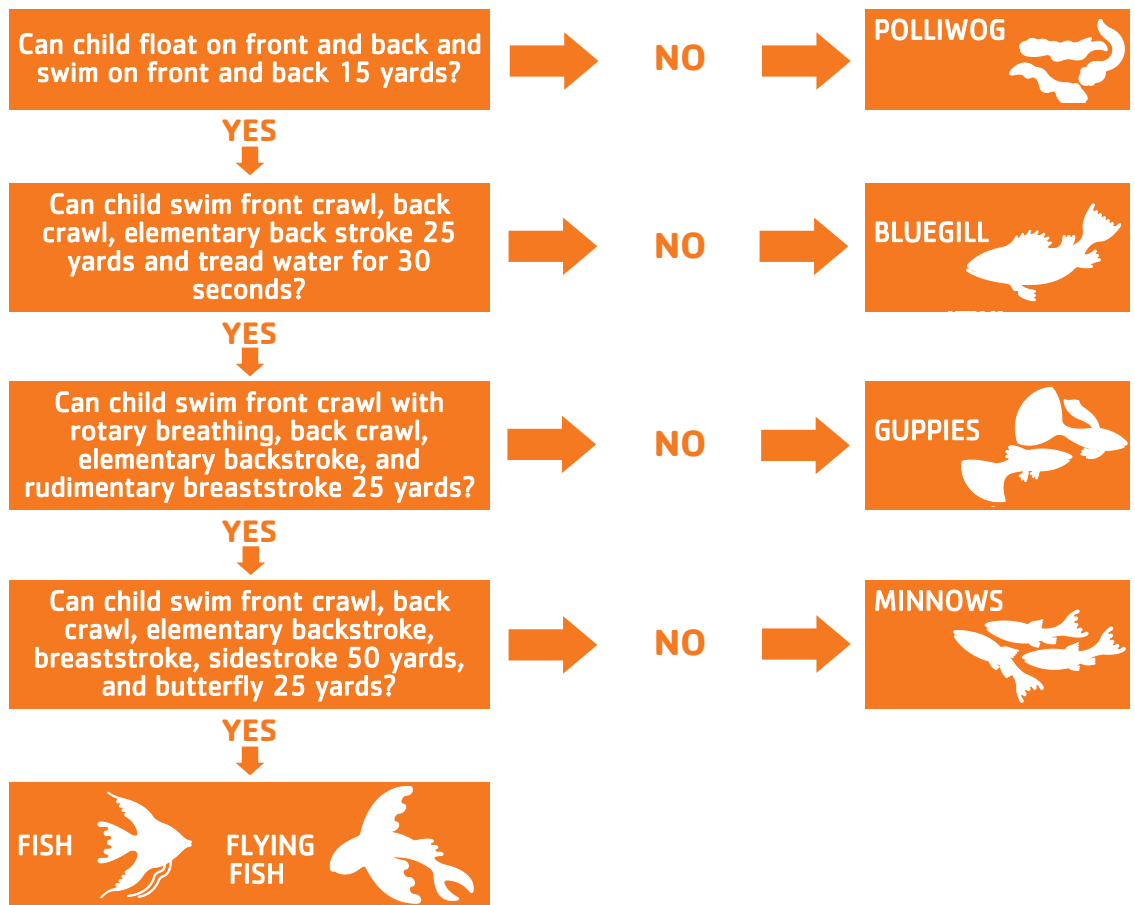 Can child float on front and back and
swim on front and back 15 yards?
NO
POLLIWOG
YES
Can child swim front crawl, back
crawl, elementary back stroke 25
yards and tread water for 30
seconds?
NO
BLUEGILL
YES
Can child swim front crawl with
rotary breathing, back crawl,
elementary backstroke, and
rudimentary breaststroke 25 yards?
NO
GUPPIES
YES
Can child swim front crawl, back
crawl, elementary backstroke,
breaststroke, sidestroke 50 yards,
and butterfly 25 yards?
NO
MINNOWS
YES
FISH
FLYING
FISH